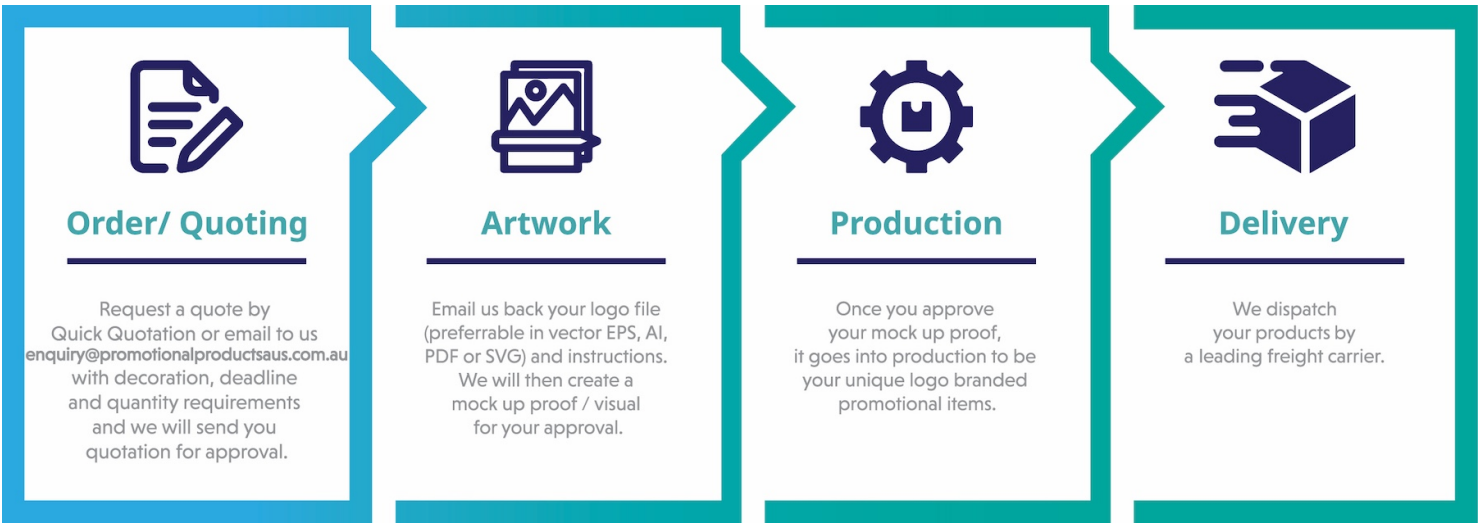 Order/ Quoting
Request a quote by
Quick Quotation or email to us
enquiry@promotionalproductsaus.com.au
with decoration, deadline
and quantity requirements
and we will send you
quotation for approval.
Artwork
Email us back your logo file
(preferrable in vector EPS, AI,
PDF or SVG) and instructions.
We will then create a
mock up proof / visual
for your approval.
Production
Once you approve
your mock up proof,
it goes into production to be
your unique logo branded
promotional items.
Delivery
We dispatch
your products by
a leading freight carrier.